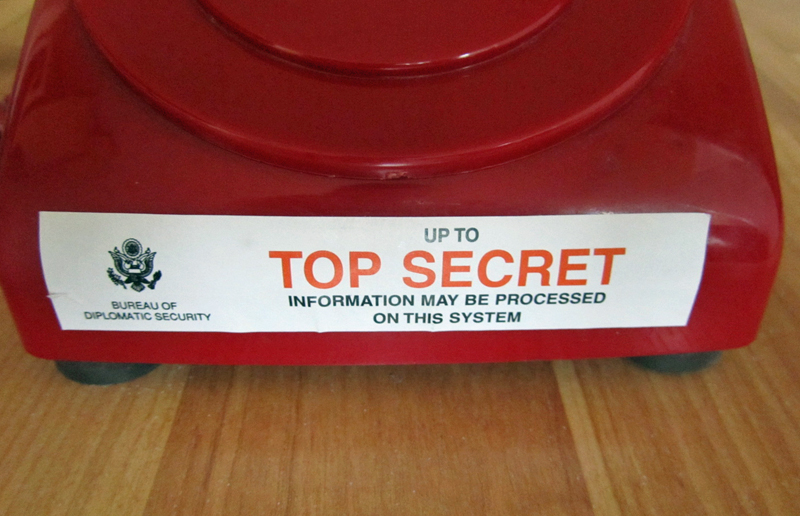 UP TO
TOP SECRET
INFORMATION MAY BE PROCESSED
ON THIS SYSTEM
BUREAU OF
DIPLOMATIC SECURITY